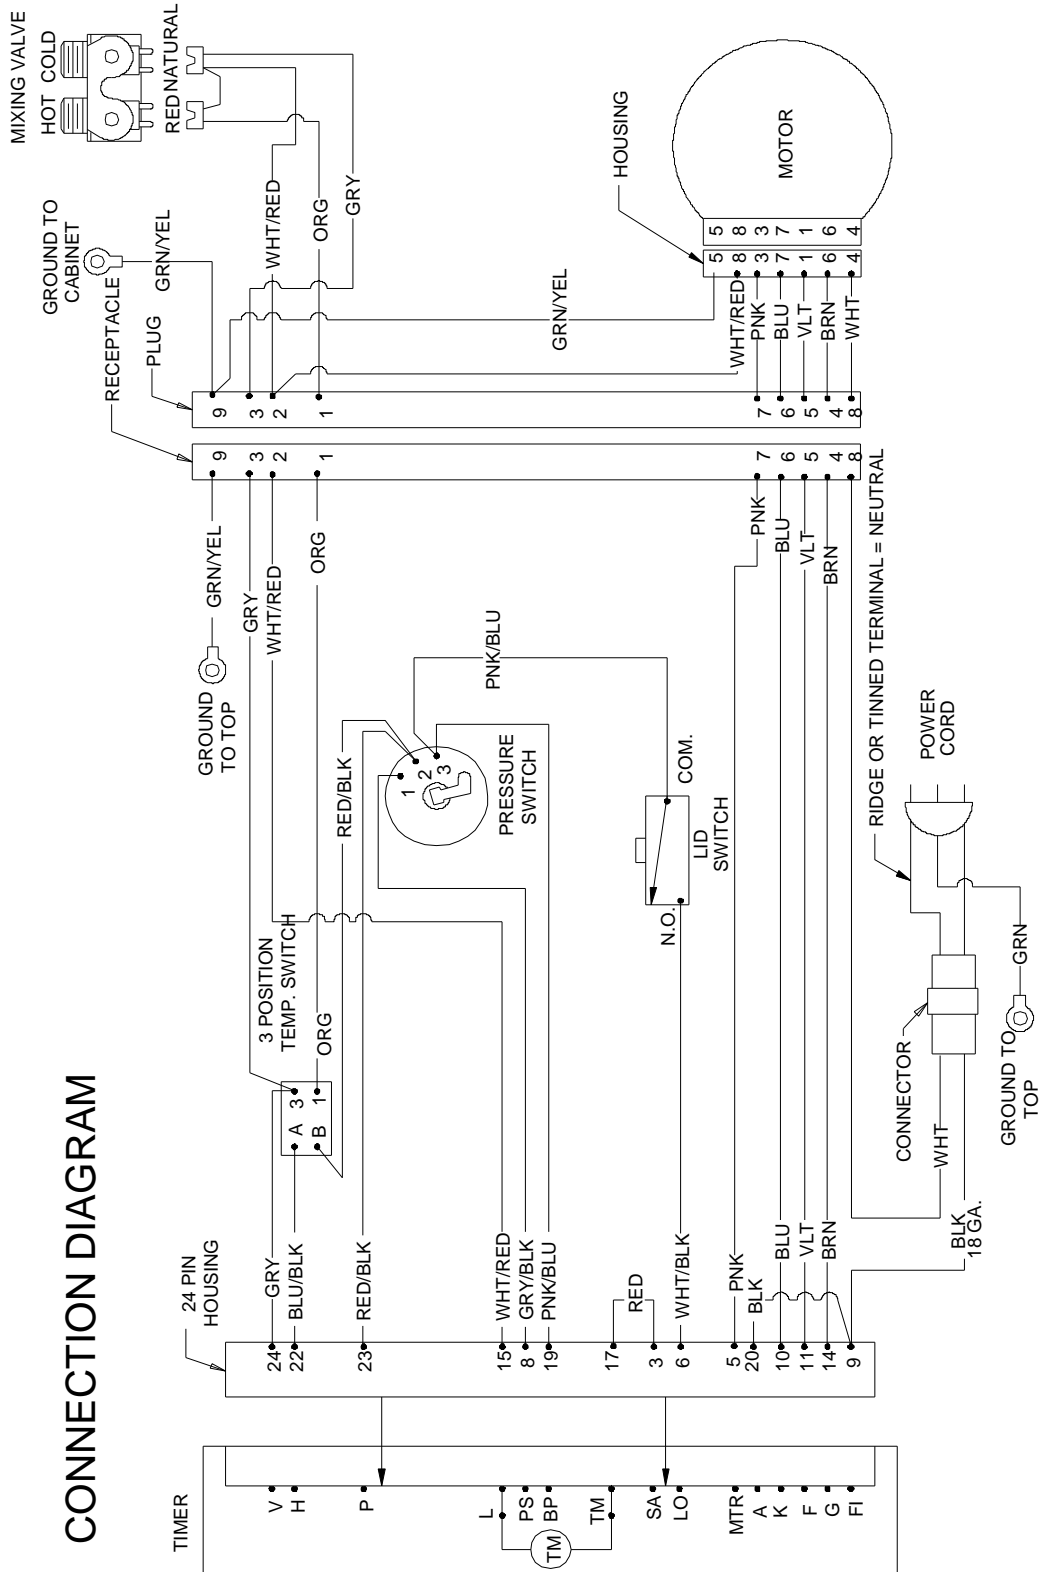 CONNECTION DIAGRAM
TIMER
V
H
P
L
PS
BP
TM
TM
SA
LO
MTR
A
K
F
G
FI
24 PIN
HOUSING
24
22
23
15
8
19
17
3
6
5
20
10
11
14
9
GRY
BLU/BLK
RED/BLK
WHT/RED
GRY/BLK
PNK/BLU
RED
WHT/BLK
PNK
BLK
BLU
VLT
BRN
A 3
B 1
3 POSITION
TEMP. SWITCH
ORG
RED/BLK
1
2
3
PRESSURE
SWITCH
PNK/BLU
N.O.
COM.
LID
SWITCH
BLK
18 GA.
WHT
CONNECTOR
GROUND TO
TOP
GRN
POWER
CORD
RIDGE OR TINNED TERMINAL = NEUTRAL
GROUND
TO TOP
GRN/YEL
GRY
WHT/RED
ORG
PNK
BLU
VLT
BRN
RECEPTACLE
9
3
2
1
7
6
5
4
8
PLUG
9
3
2
1
7
6
5
4
8
GROUND TO
CABINET
GRN/YEL
WHT/RED
ORG
GRY
GRN/YEL
WHT/RED
PNK
BLU
VLT
BRN
WHT
MIXING VALVE
HOT COLD
RED NATURAL
HOUSING
5
8
3
7
1
6
4
5
8
3
7
1
6
4
MOTOR